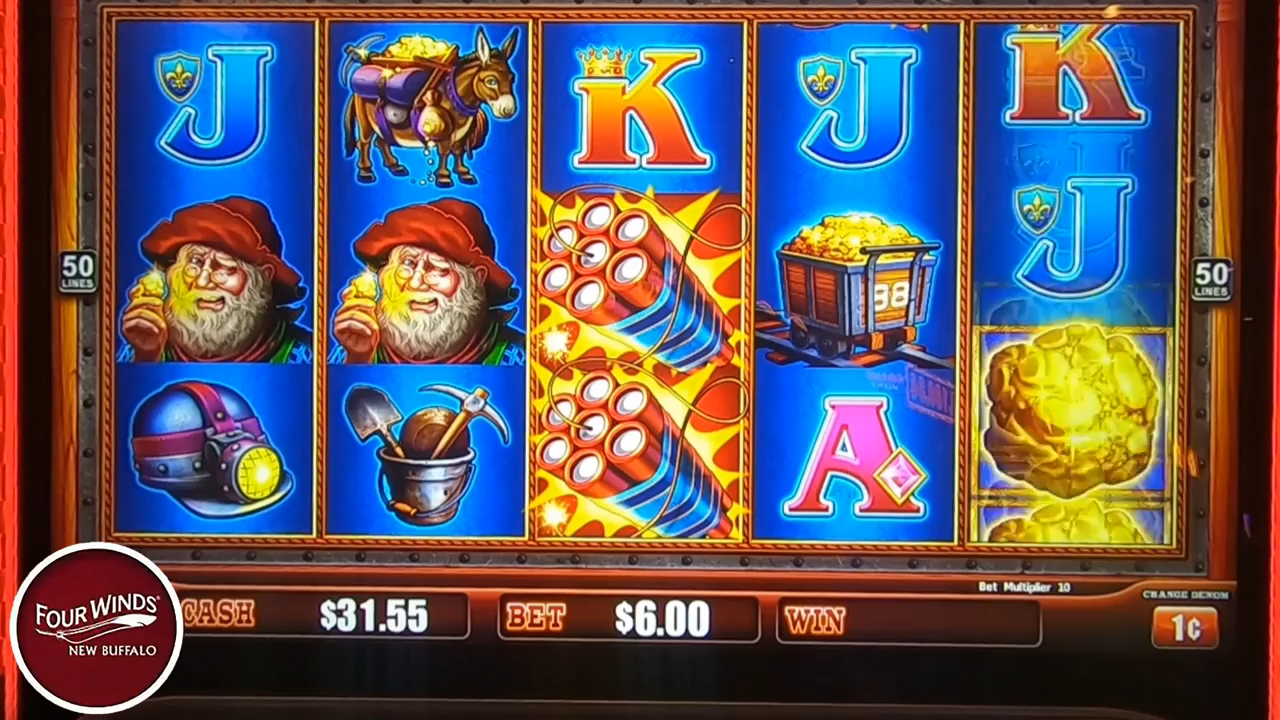 J
K
J
K
J
50
LINES
88
50
LINES
A
Bet Multiplier 10
CHANGE DENOM
CASH $31.55 BET $6.00 WIN
1¢
FOUR WINDS®
NEW BUFFALO